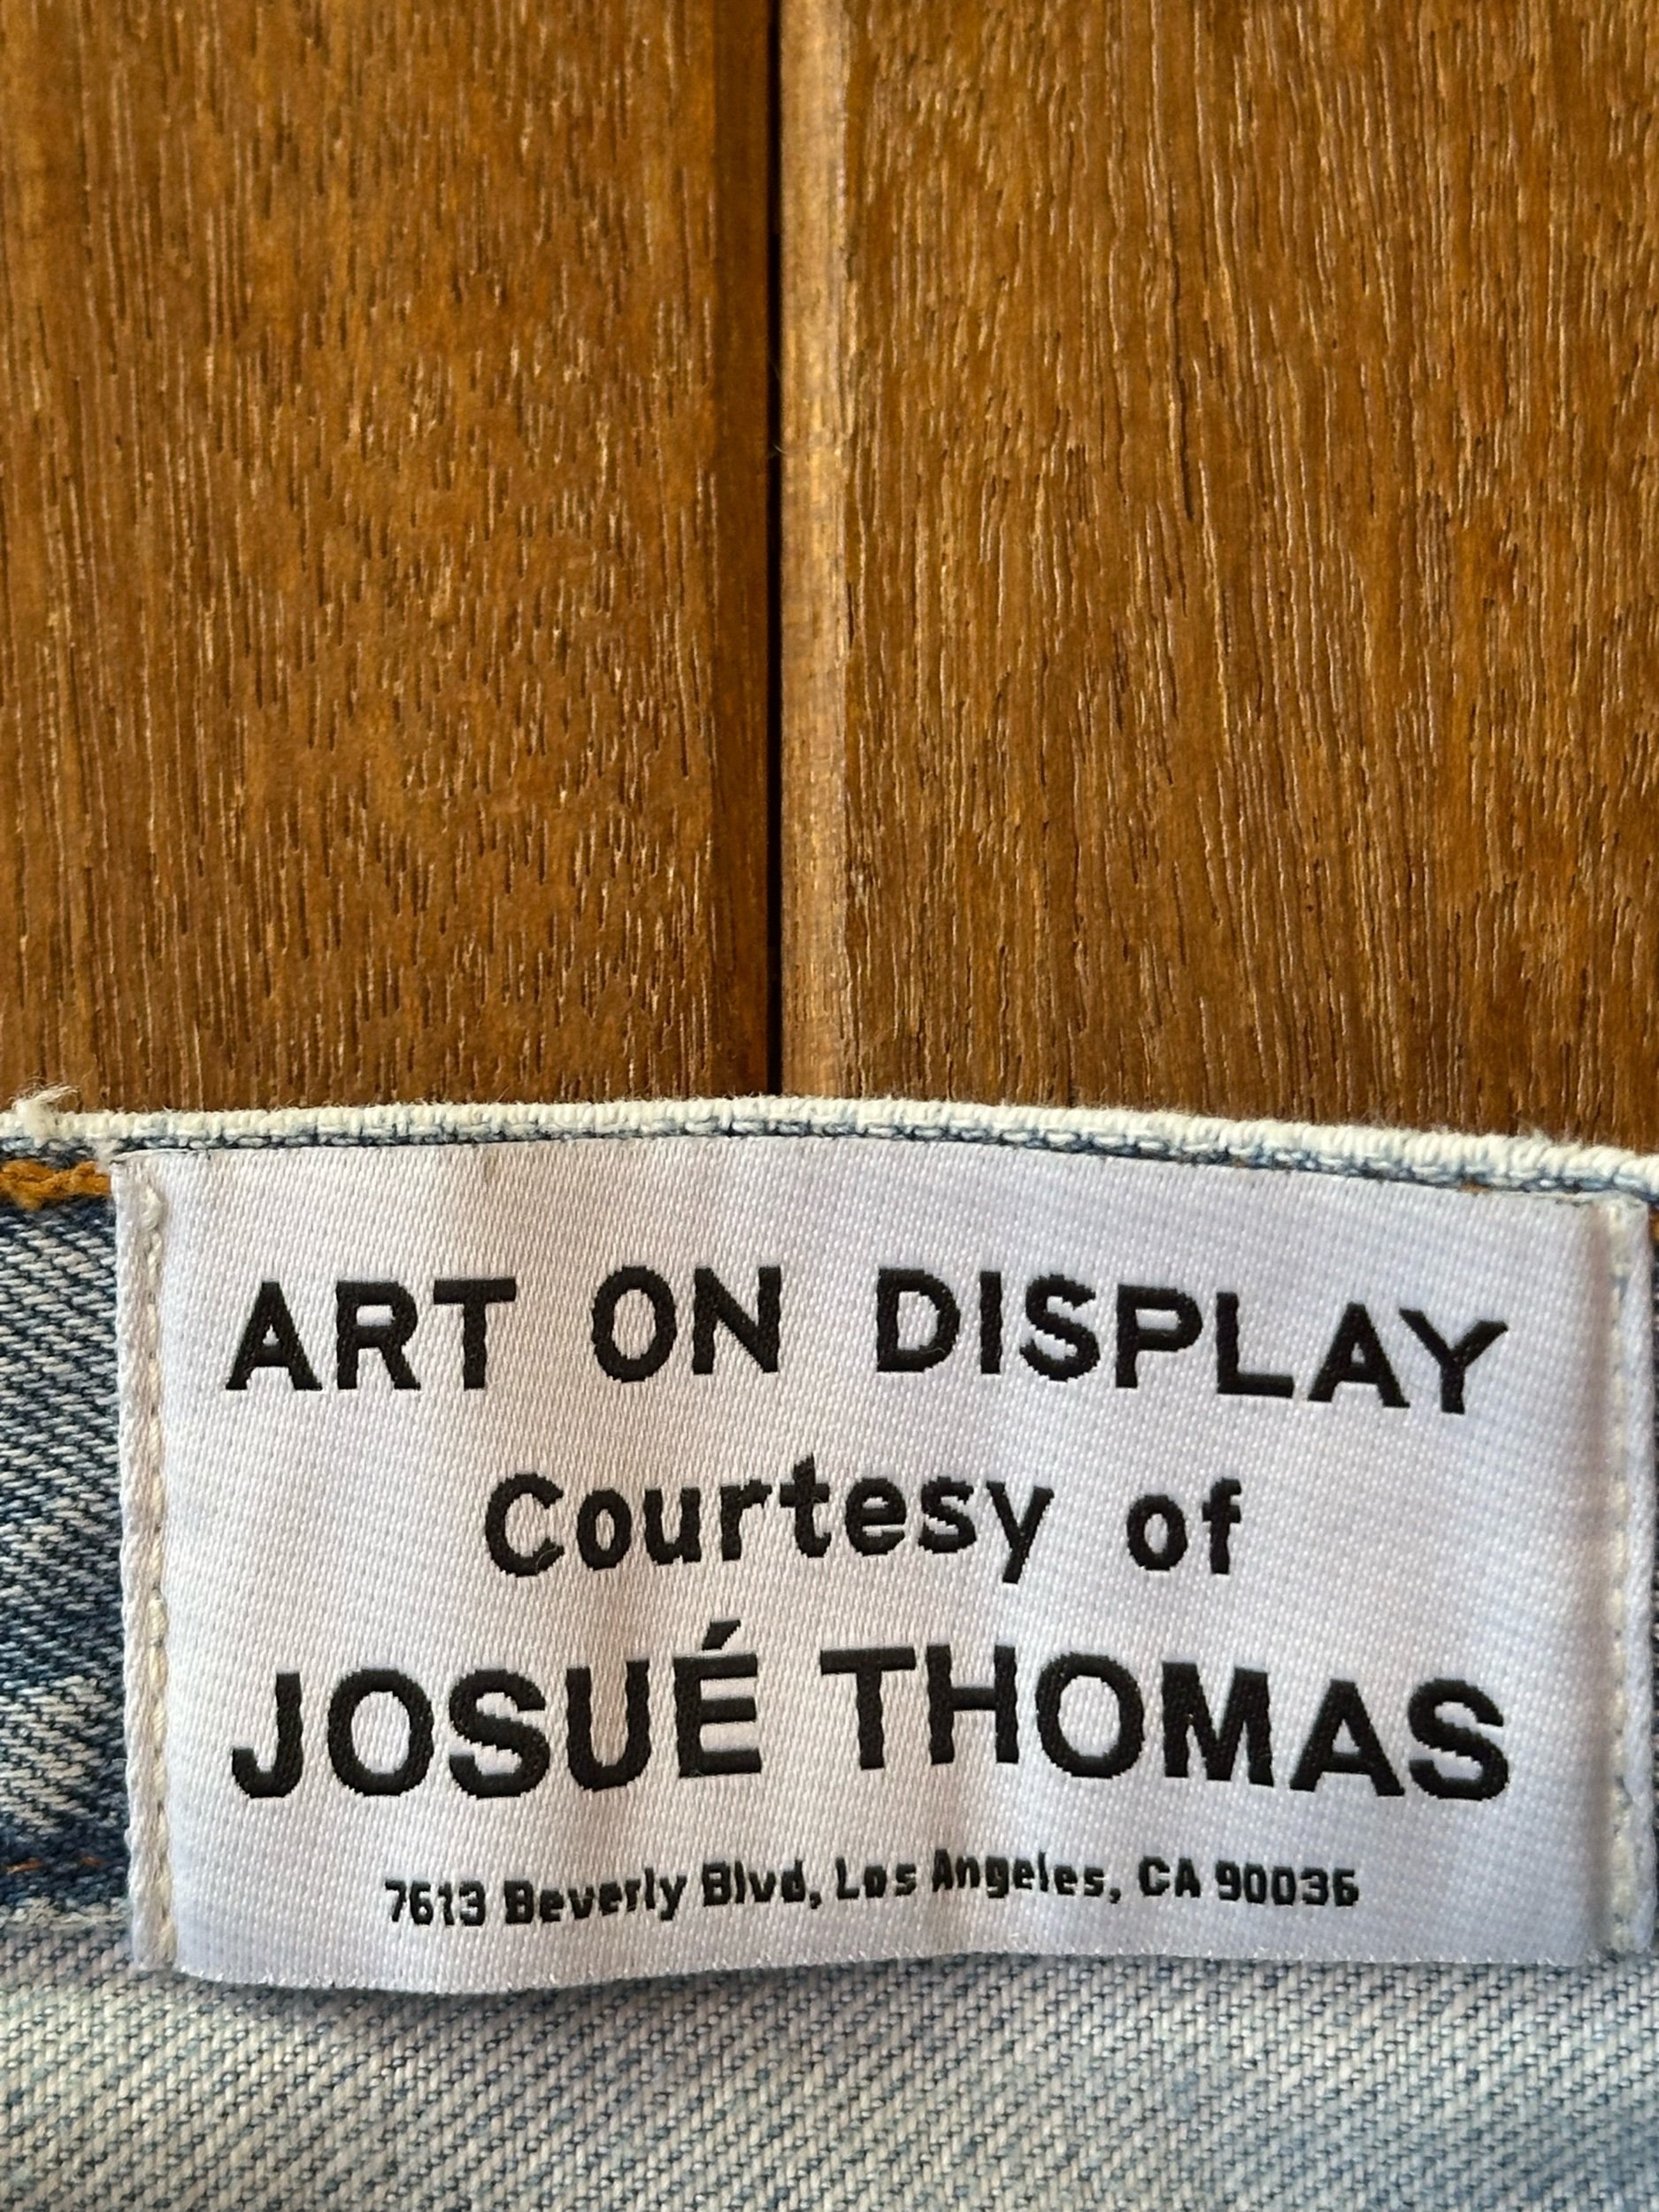 ART ON DISPLAY
Courtesy of
JOSUÉ THOMAS
7613 Beverly Blvd, Los Angeles, CA 90036